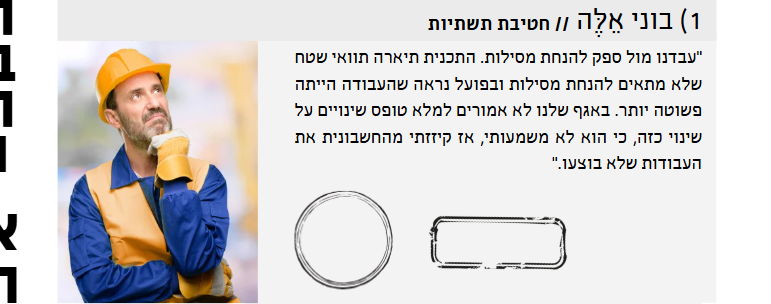 1) בוני אֵלֶּה // חטיבת תשתיות
"עבדנו מול ספק להנחת מסילות. התכנית תיארה תוואי שטח
שלא מתאים להנחת מסילות ובפועל נראה שהעבודה הייתה
פשוטה יותר. באגף שלנו לא אמורים למלא טופס שינויים על
שינוי כזה, כי הוא לא משמעותי, אז קיזזתי מהחשבונית את
העבודות שלא בוצעו."